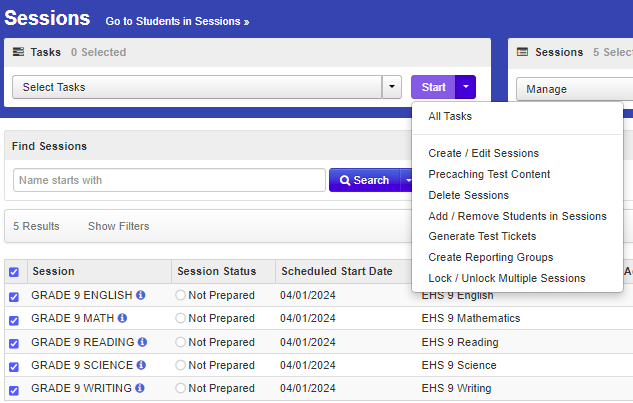 Sessions Go to Students in Sessions »
Tasks 0 Selected
Sessions 5 Selec
Select Tasks
Start
Manage
All Tasks
Create / Edit Sessions
Precaching Test Content
Delete Sessions
Add / Remove Students in Sessions
Generate Test Tickets
Create Reporting Groups
Lock / Unlock Multiple Sessions
Find Sessions
Name starts with
Search
5 Results Show Filters
Session Session Status Scheduled Start Date
GRADE 9 ENGLISH Not Prepared 04/01/2024 EHS 9 English
GRADE 9 MATH Not Prepared 04/01/2024 EHS 9 Mathematics
GRADE 9 READING Not Prepared 04/01/2024 EHS 9 Reading
GRADE 9 SCIENCE Not Prepared 04/01/2024 EHS 9 Science
GRADE 9 WRITING Not Prepared 04/01/2024 EHS 9 Writing